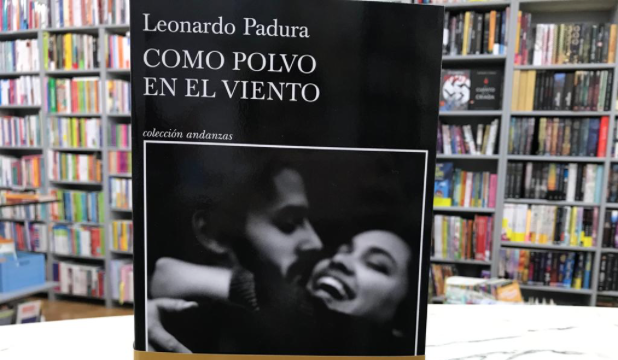 Leonardo Padura
COMO POLVO
EN EL VIENTO
colección andanzas